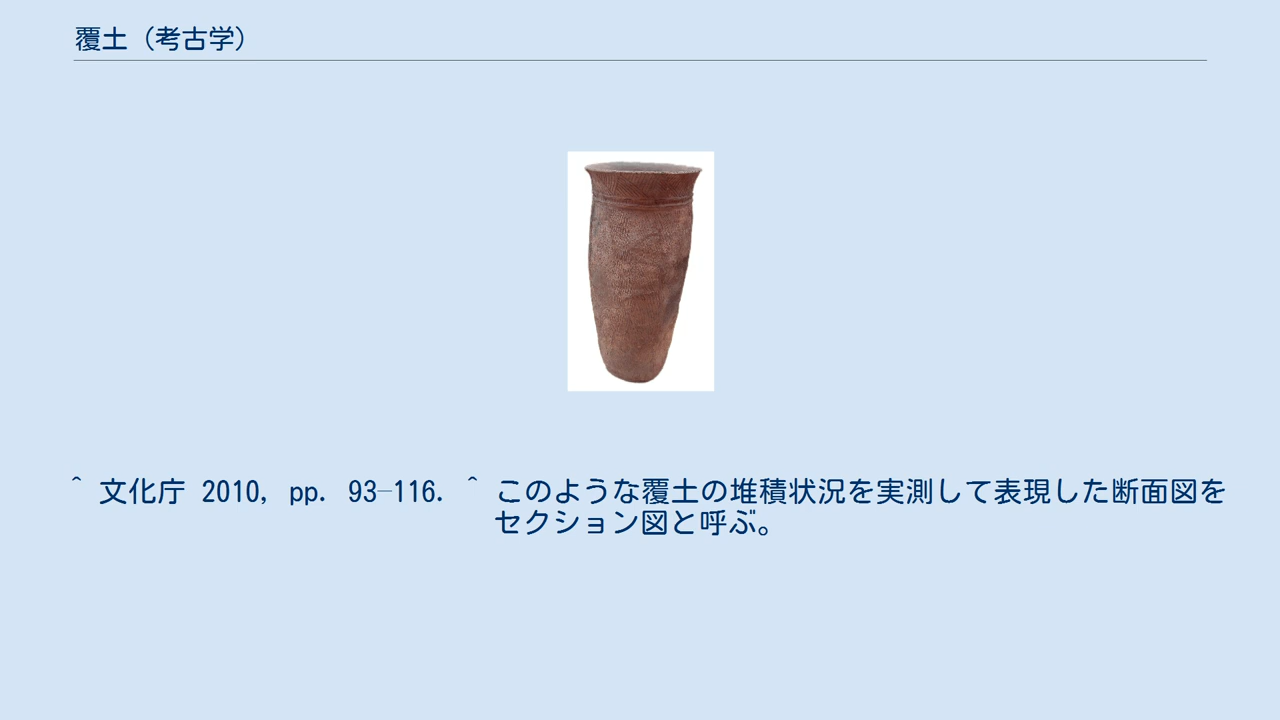 覆土（考古学）
^ 文化庁 2010, pp. 93–116.
^ このような覆土の堆積状況を実測して表現した断面図を
セクション図と呼ぶ。